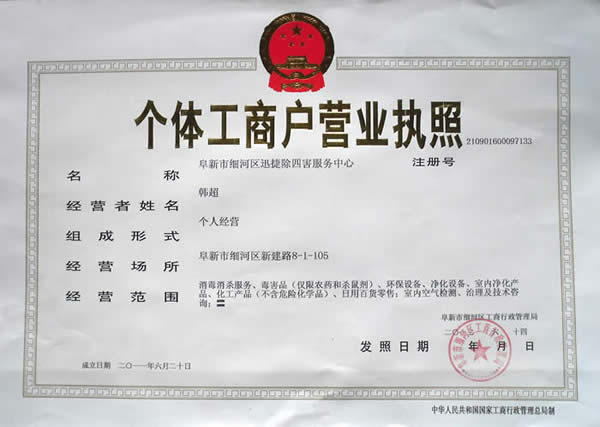 个体工商户营业执照
210901600097133
注册号
名称 阜新市细河区迅捷除四害服务中心
经营者姓名 韩超
组成形式 个人经营
经营场所 阜新市细河区新建路8-1-105
经营范围 消毒消杀服务、毒害品（仅限农药和杀鼠剂）、环保设备、净化设备、室内净化产
品、化工产品（不含危险化学品）、日用百货零售；室内空气检测、治理及技术咨
询；
阜新市细河区工商行政管理局
发照日期 年 月 日
成立日期 二〇一一年六月二十日
中华人民共和国国家工商行政管理总局制